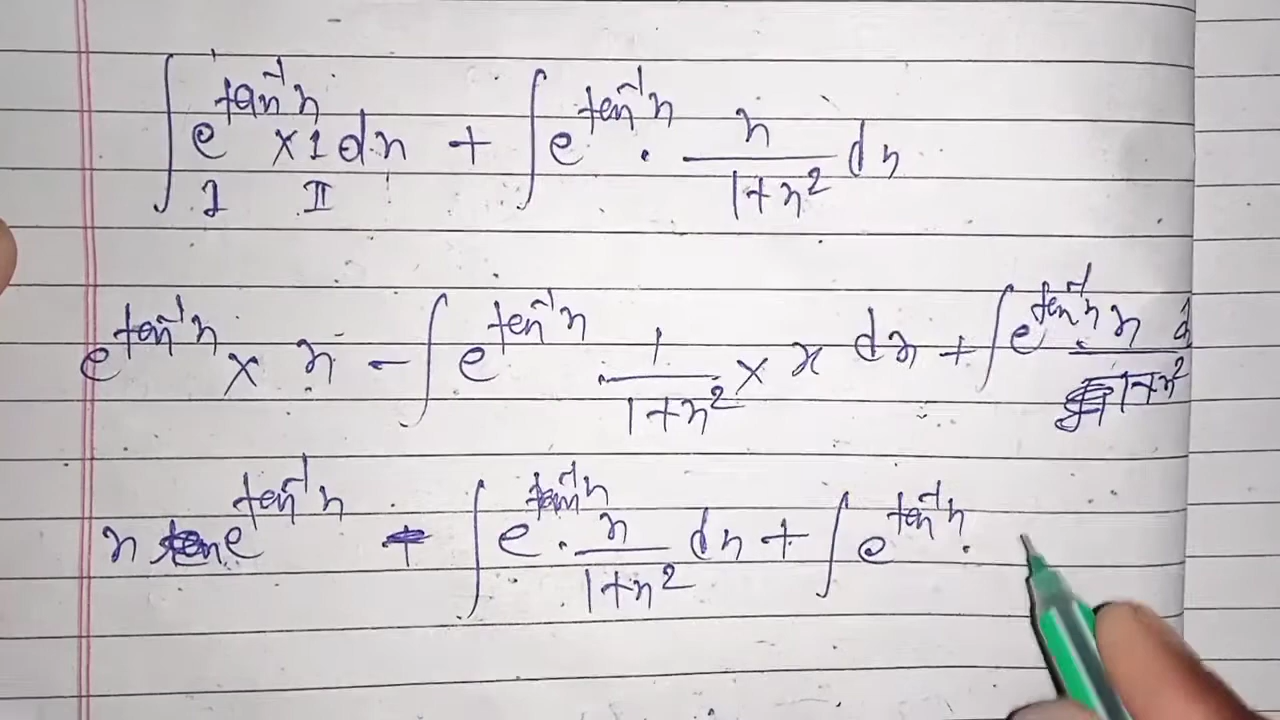 ∫ e^(tan⁻¹x) × 1 dx + ∫ e^(tan⁻¹x) · x/(1+x²) dx
I II
e^(tan⁻¹x) × x - ∫ e^(tan⁻¹x) 1/(1+x²) × x dx + ∫ e^(tan⁻¹x) · x/(1+x²) d
x e^(tan⁻¹x) - ∫ e^(tan⁻¹x) · x/(1+x²) dx + ∫ e^(tan⁻¹x) ·